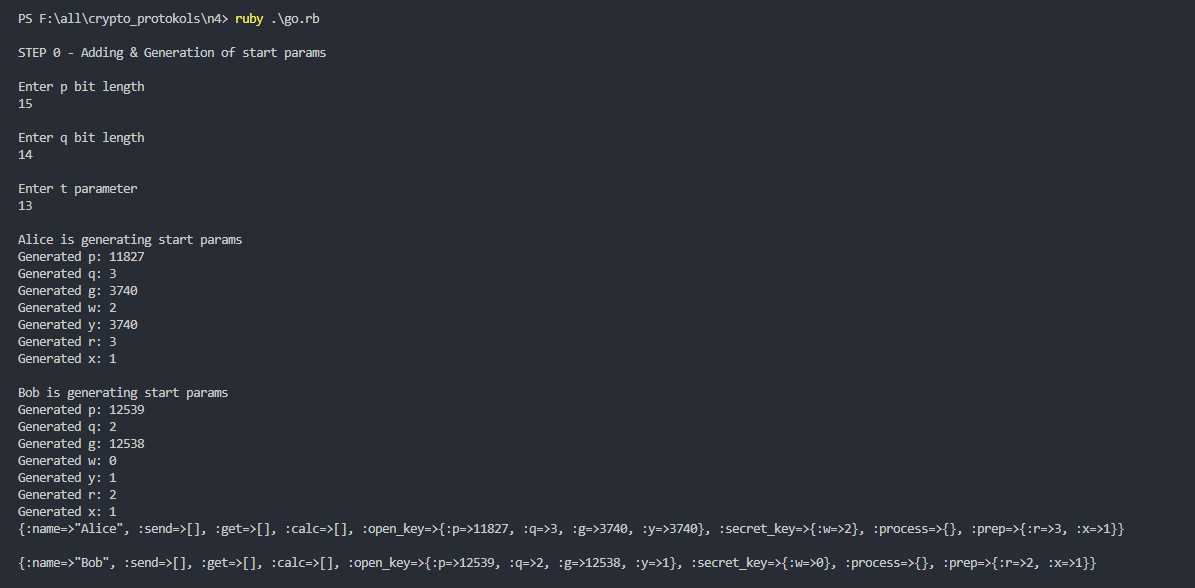 PS F:\all\crypto_protokols\n4> ruby .\go.rb
STEP 0 - Adding & Generation of start params
Enter p bit length
15
Enter q bit length
14
Enter t parameter
13
Alice is generating start params
Generated p: 11827
Generated q: 3
Generated g: 3740
Generated w: 2
Generated y: 3740
Generated r: 3
Generated x: 1
Bob is generating start params
Generated p: 12539
Generated q: 2
Generated g: 12538
Generated w: 0
Generated y: 1
Generated r: 2
Generated x: 1
{:name=>"Alice", :send=>[], :get=>[], :calc=>[], :open_key=>{:p=>11827, :q=>3, :g=>3740, :y=>3740}, :secret_key=>{:w=>2}, :process=>{}, :prep=>{:r=>3, :x=>1}}
{:name=>"Bob", :send=>[], :get=>[], :calc=>[], :open_key=>{:p=>12539, :q=>2, :g=>12538, :y=>1}, :secret_key=>{:w=>0}, :process=>{}, :prep=>{:r=>2, :x=>1}}